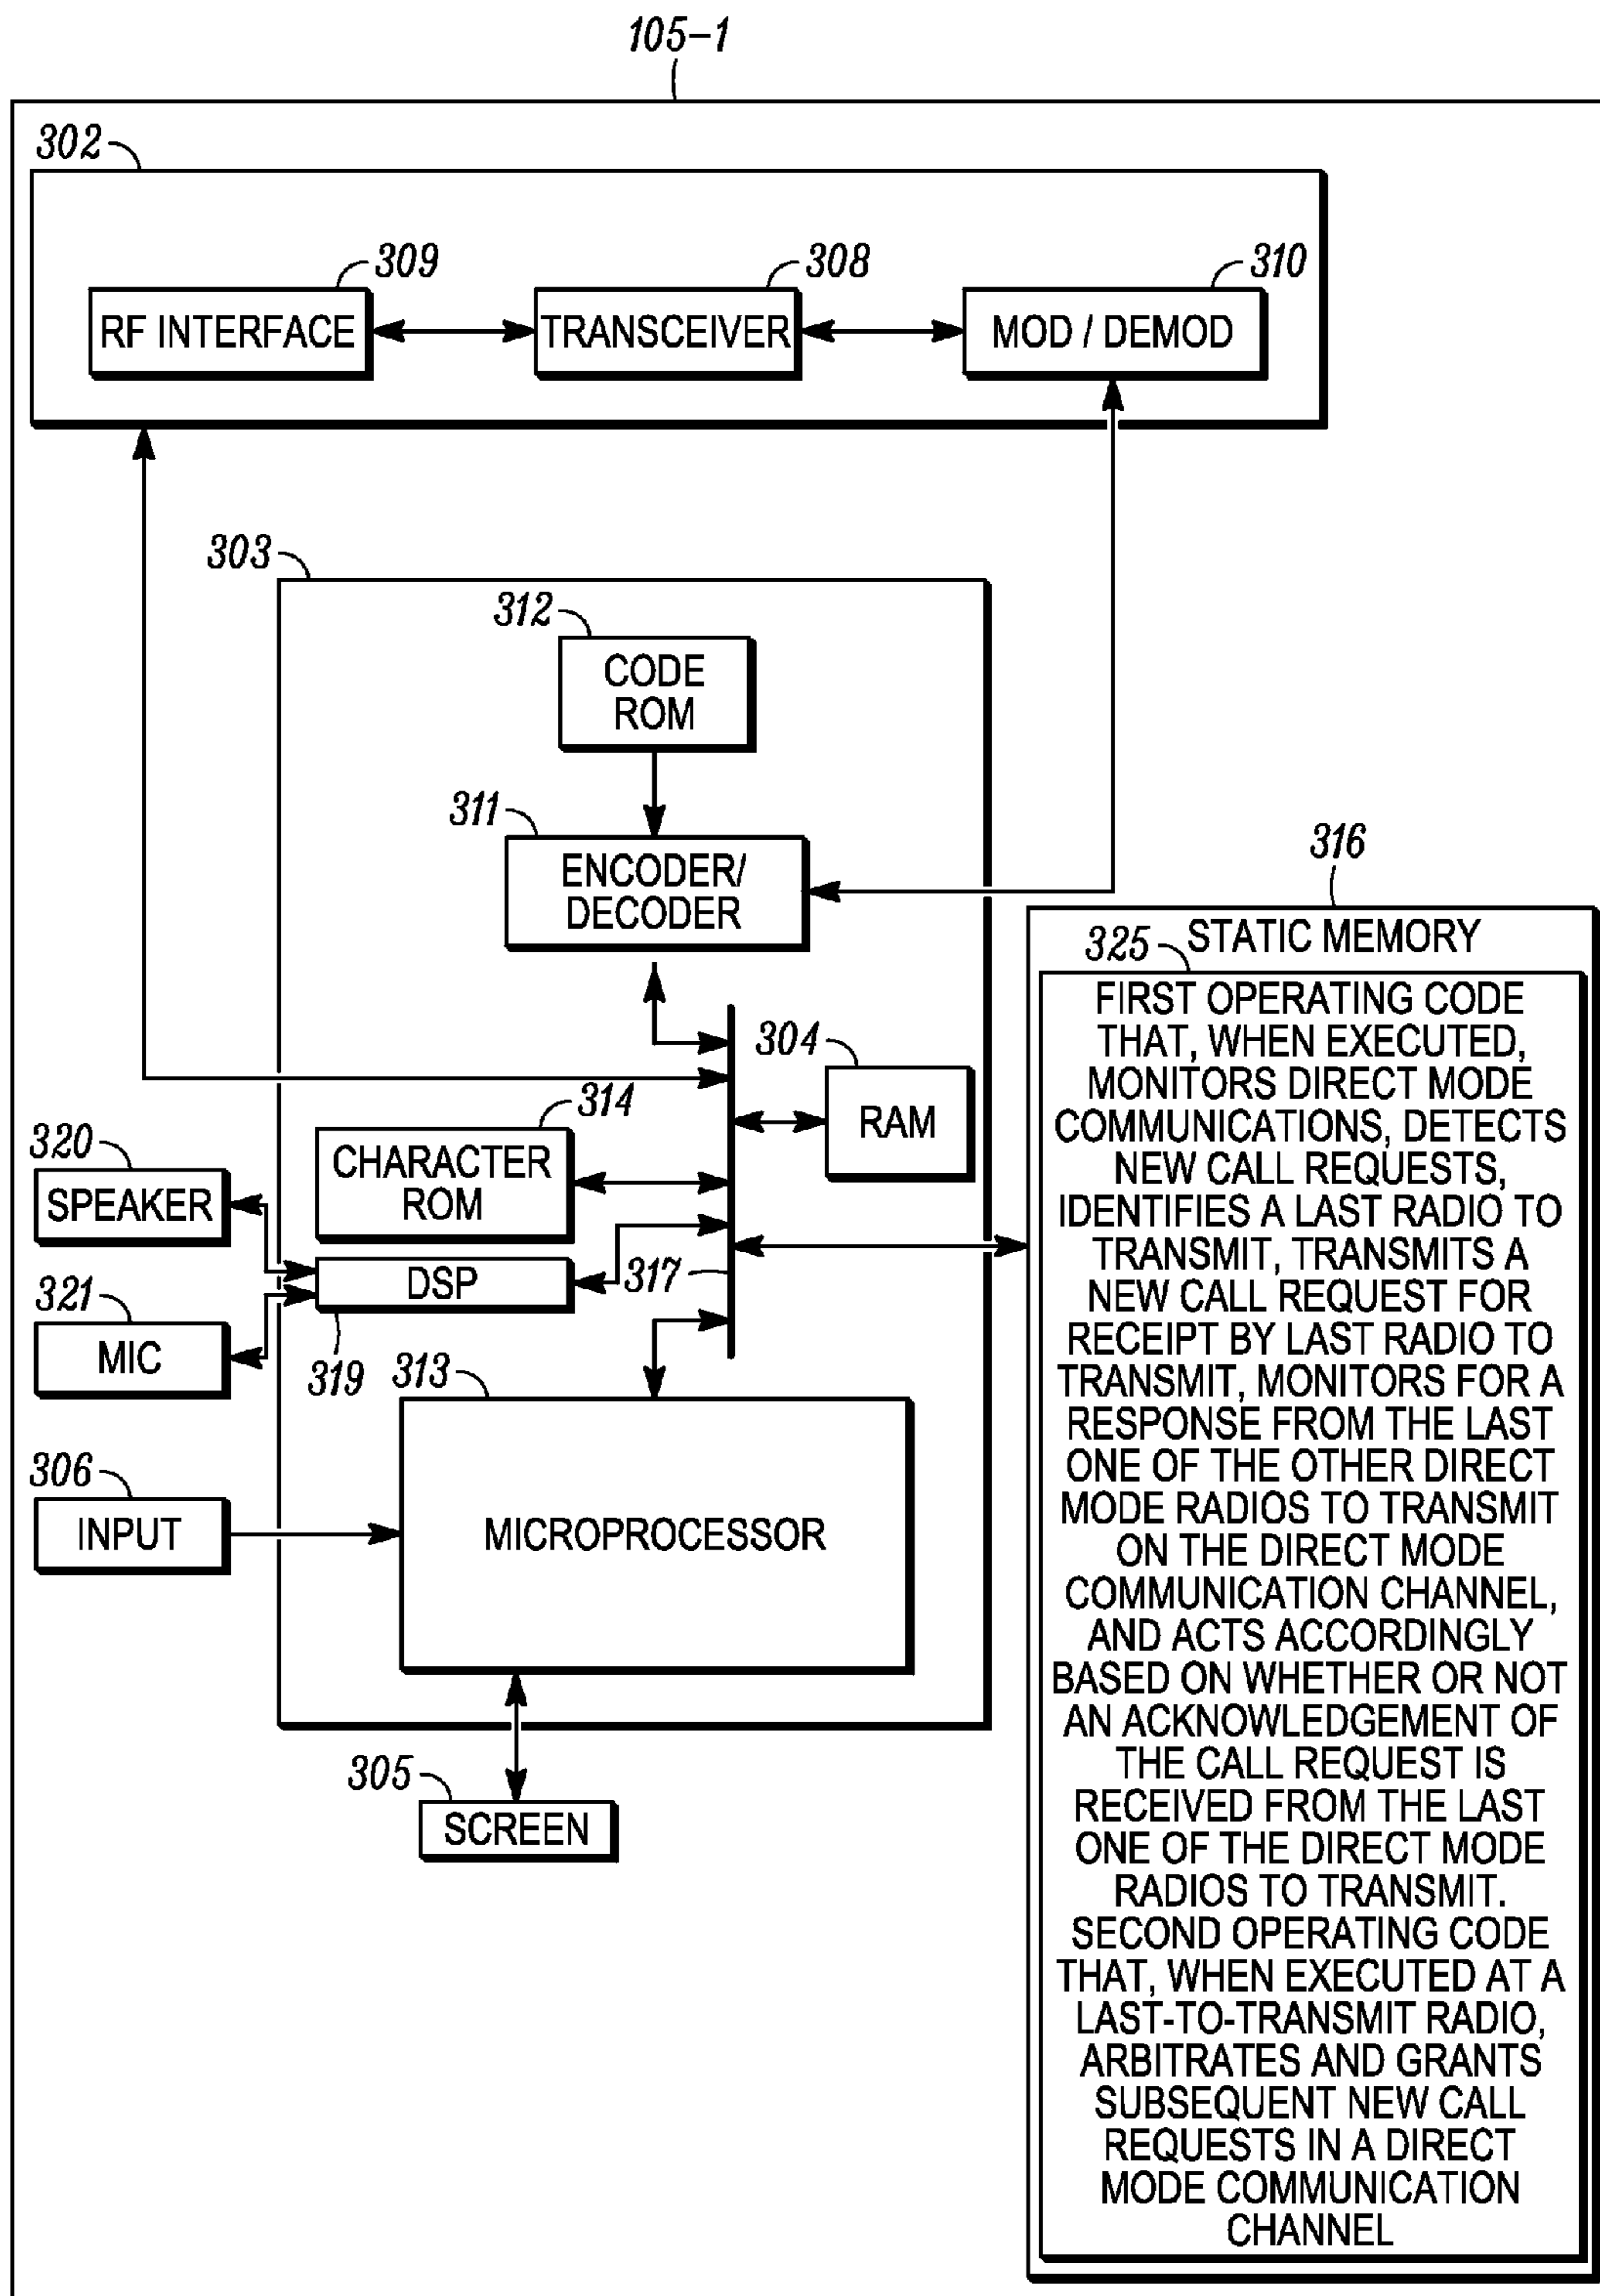 105-1
302
309
308
310
RF INTERFACE
TRANSCEIVER
MOD / DEMOD
303
312
CODE
ROM
311
ENCODER/
DECODER
316
STATIC MEMORY
325
FIRST OPERATING CODE
THAT, WHEN EXECUTED,
MONITORS DIRECT MODE
COMMUNICATIONS, DETECTS
NEW CALL REQUESTS,
IDENTIFIES A LAST RADIO TO
TRANSMIT, TRANSMITS A
NEW CALL REQUEST FOR
RECEIPT BY LAST RADIO TO
TRANSMIT, MONITORS FOR A
RESPONSE FROM THE LAST
ONE OF THE OTHER DIRECT
MODE RADIOS TO TRANSMIT
ON THE DIRECT MODE
COMMUNICATION CHANNEL,
AND ACTS ACCORDINGLY
BASED ON WHETHER OR NOT
AN ACKNOWLEDGEMENT OF
THE CALL REQUEST IS
RECEIVED FROM THE LAST
ONE OF THE DIRECT MODE
RADIOS TO TRANSMIT.
SECOND OPERATING CODE
THAT, WHEN EXECUTED AT A
LAST-TO-TRANSMIT RADIO,
ARBITRATES AND GRANTS
SUBSEQUENT NEW CALL
REQUESTS IN A DIRECT
MODE COMMUNICATION
CHANNEL
304
RAM
314
CHARACTER
ROM
320
SPEAKER
DSP
317
321
MIC
319
313
MICROPROCESSOR
306
INPUT
305
SCREEN